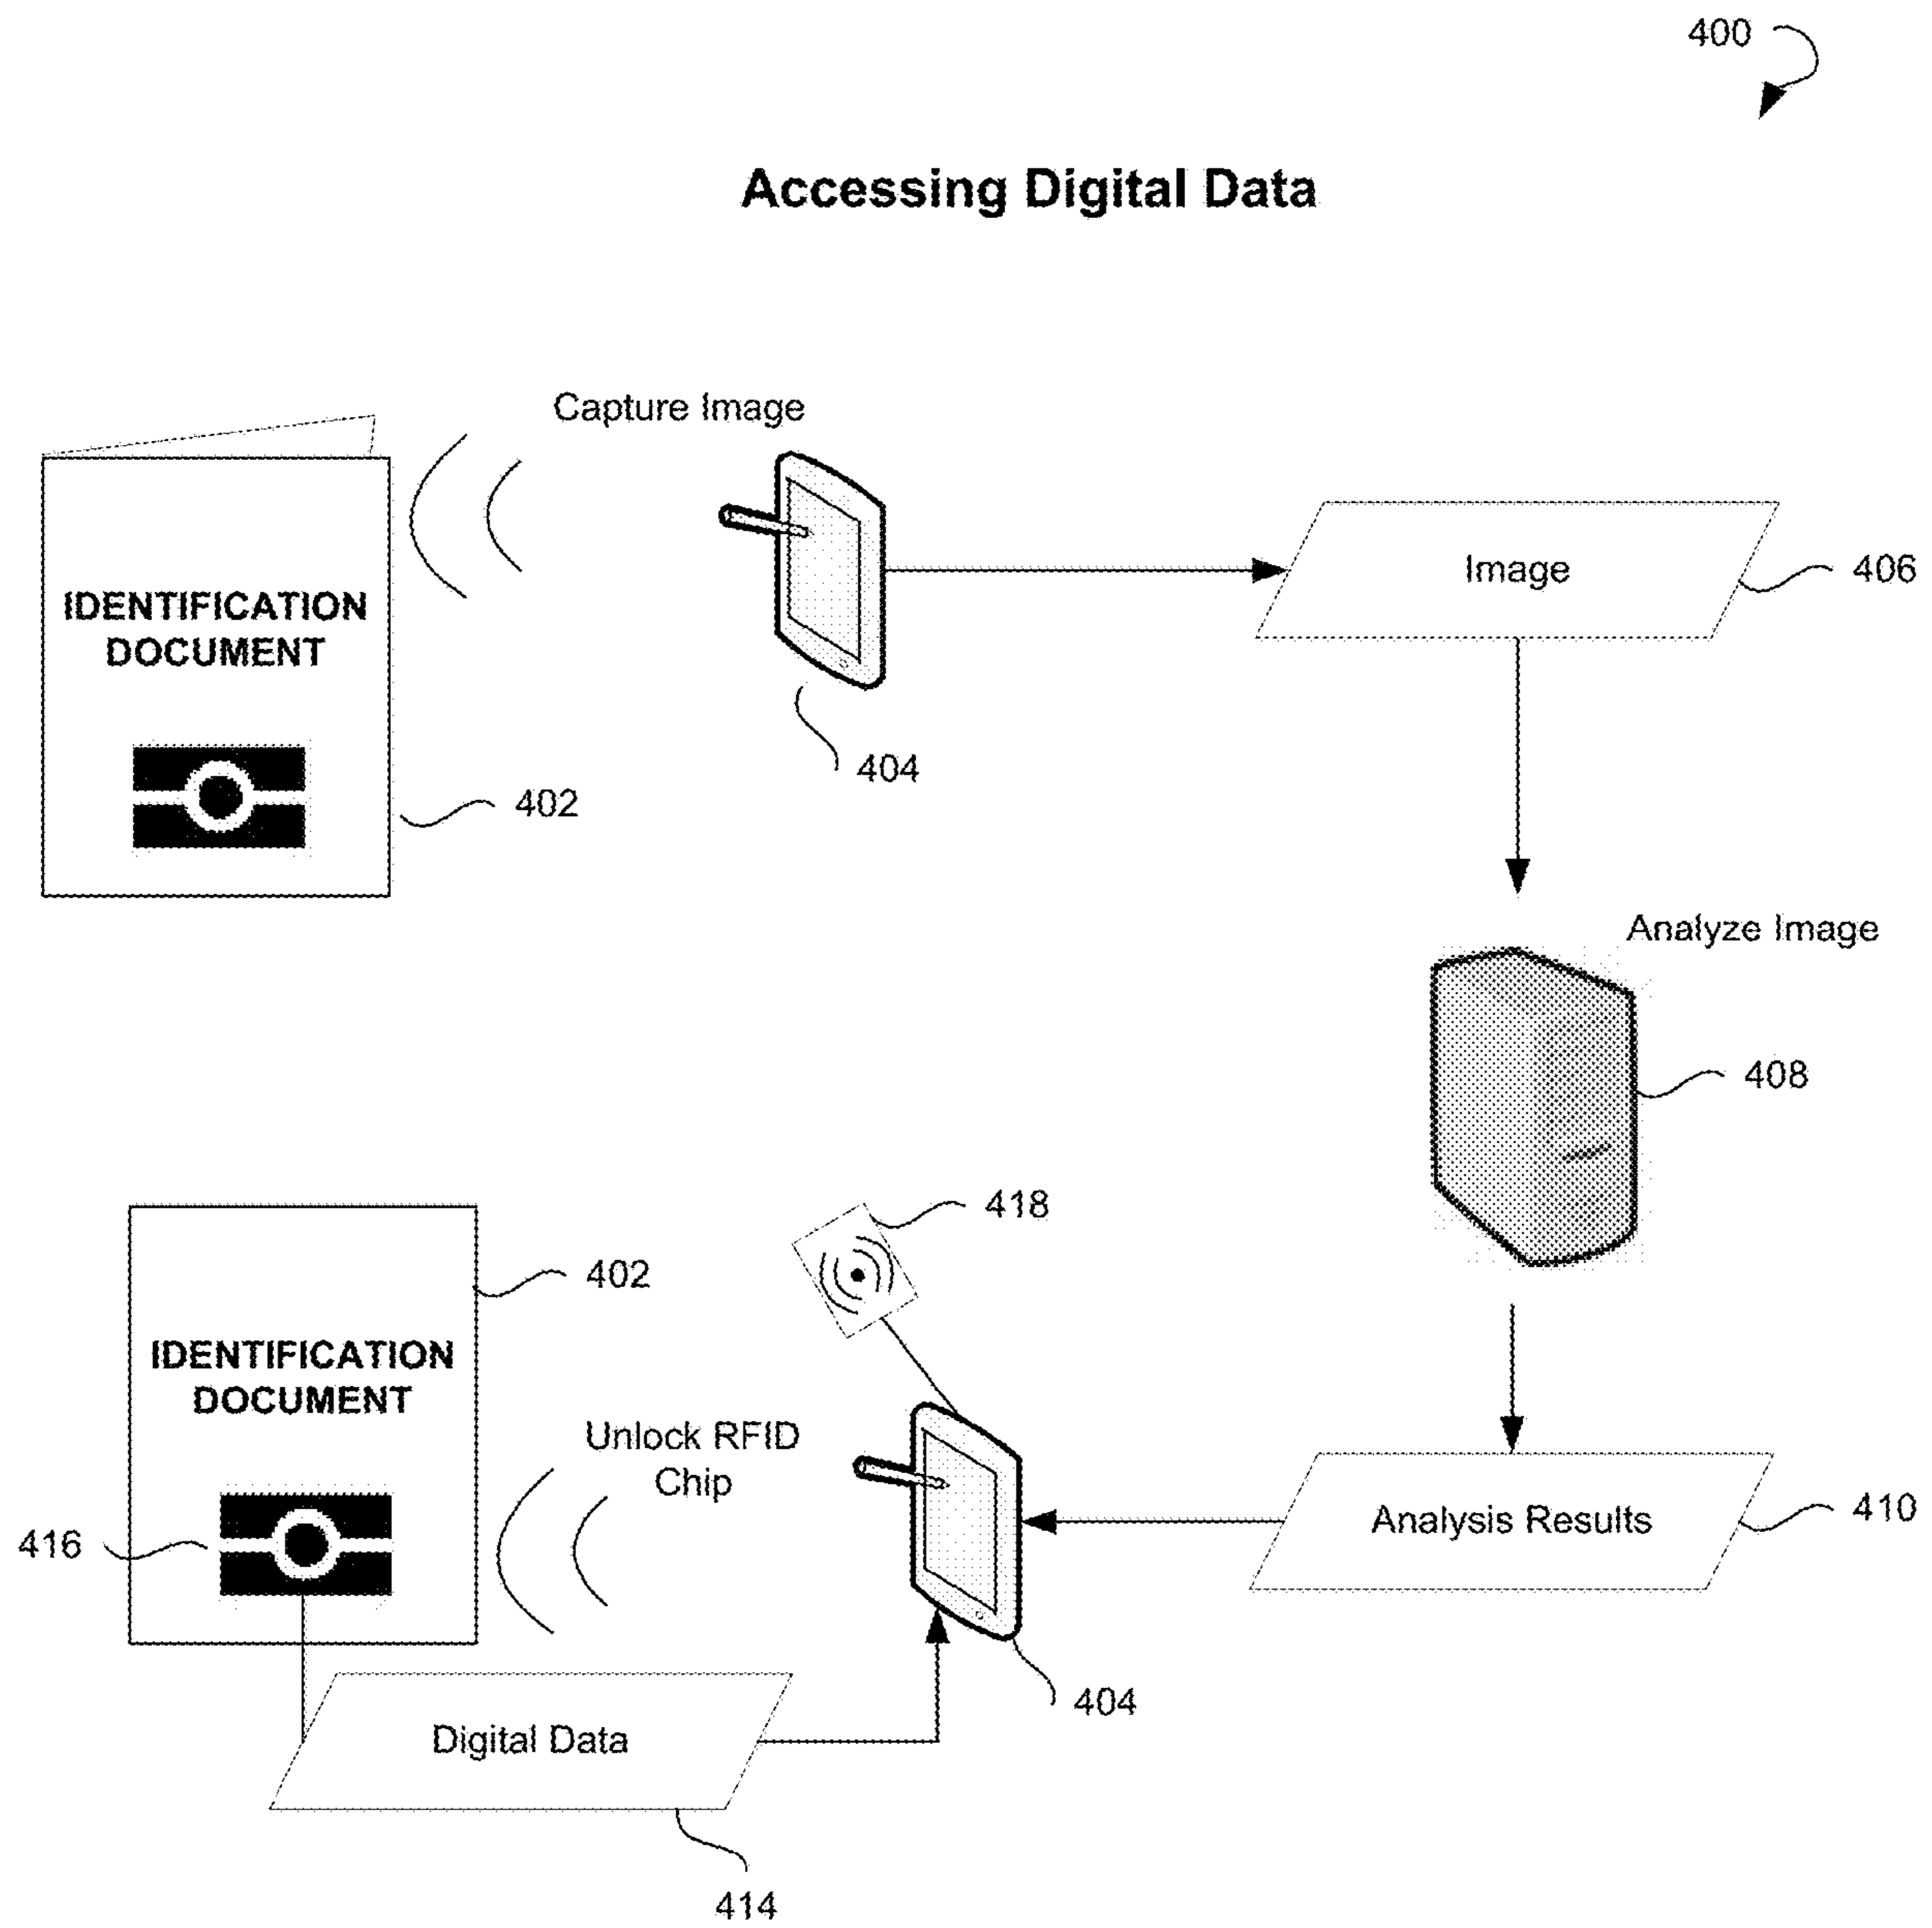 400
Accessing Digital Data
Capture Image
IDENTIFICATION
DOCUMENT
402
404
Image
406
Analyze Image
408
418
402
IDENTIFICATION
DOCUMENT
416
Unlock RFID
Chip
404
Analysis Results
410
Digital Data
414